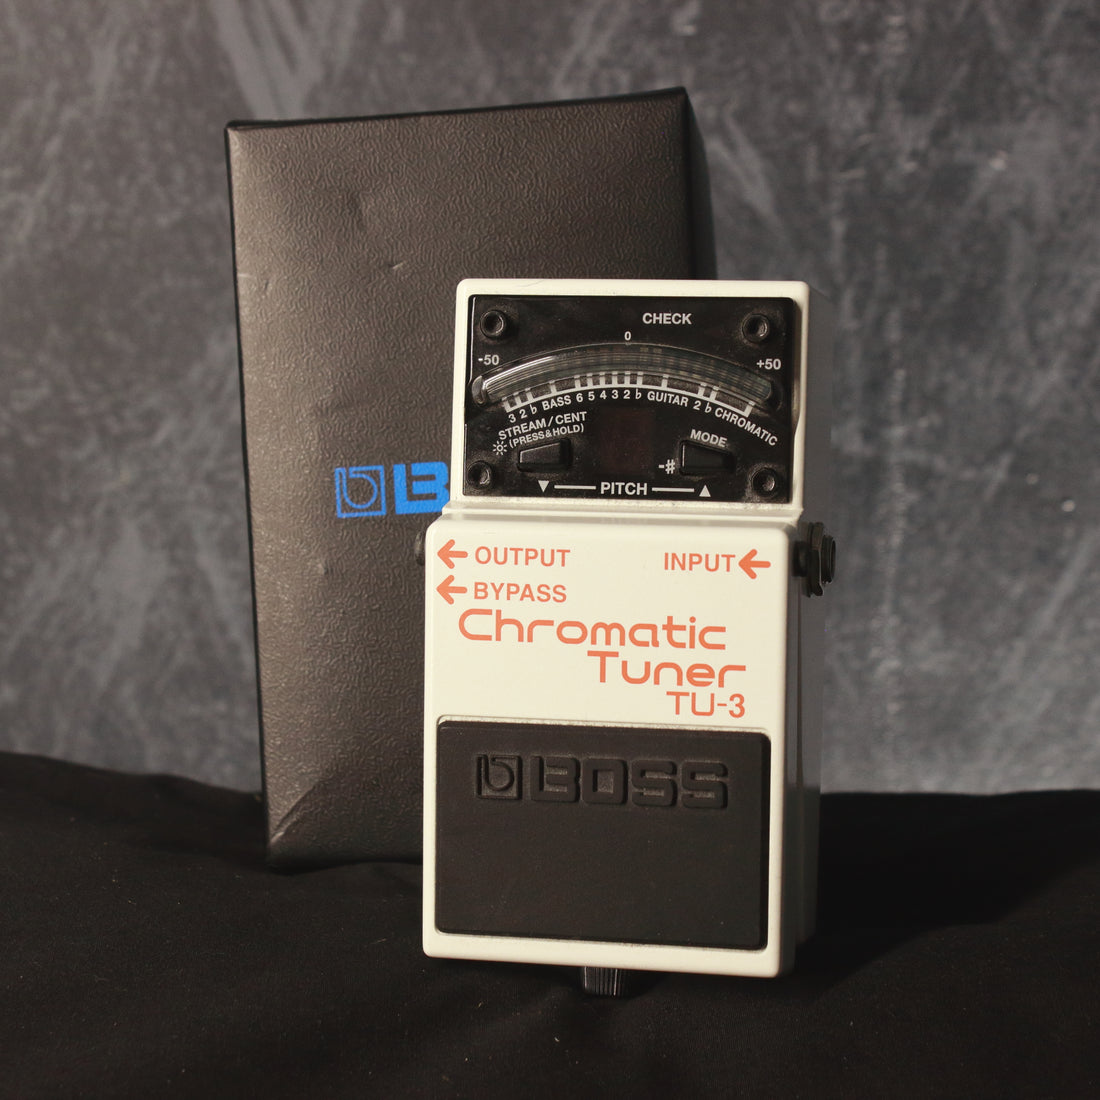 CHECK
0
-50 +50
3 2 ♭ BASS 6 5 4 3 2 ♭ GUITAR 2 ♭ CHROMATIC
STREAM/CENT
(PRESS & HOLD)
MODE
-#
▼ PITCH ▲
B
← OUTPUT INPUT ←
← BYPASS
Chromatic
Tuner
TU-3
BOSS